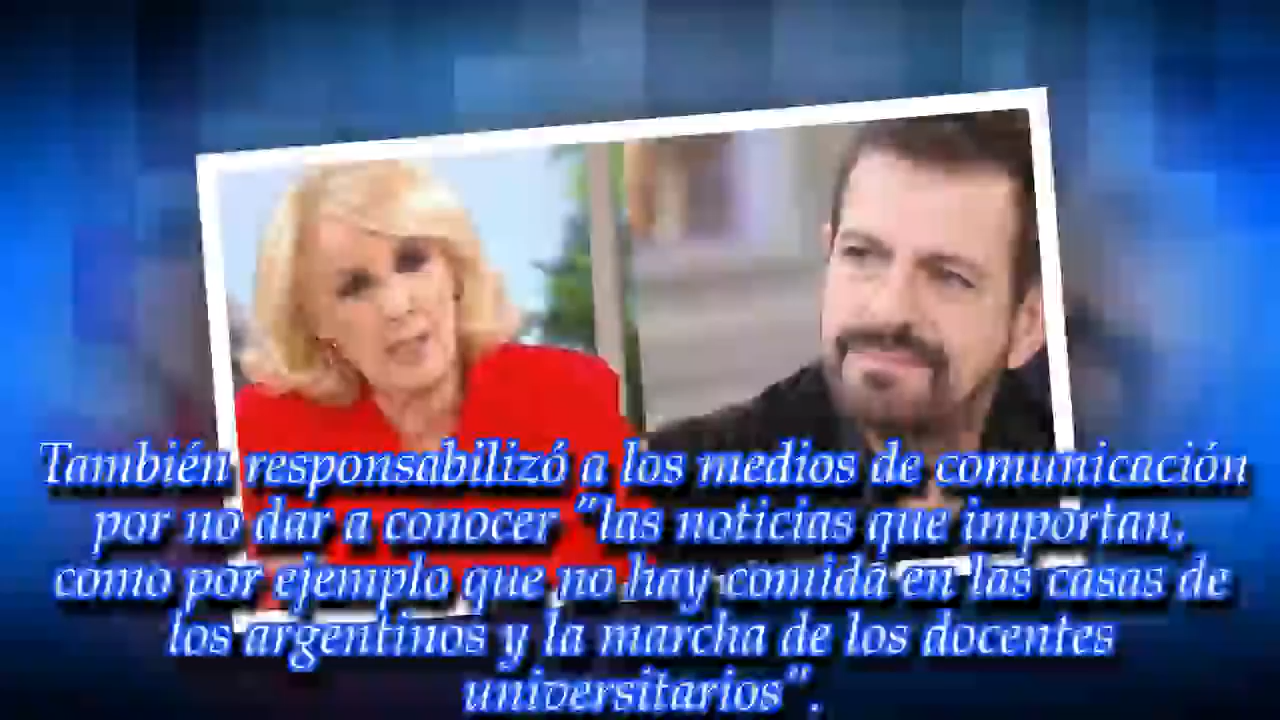 También responsabilizó a los medios de comunicación
por no dar a conocer "las noticias que importan,
como por ejemplo que no hay comida en las casas de
los argentinos y la marcha de los docentes
universitarios".